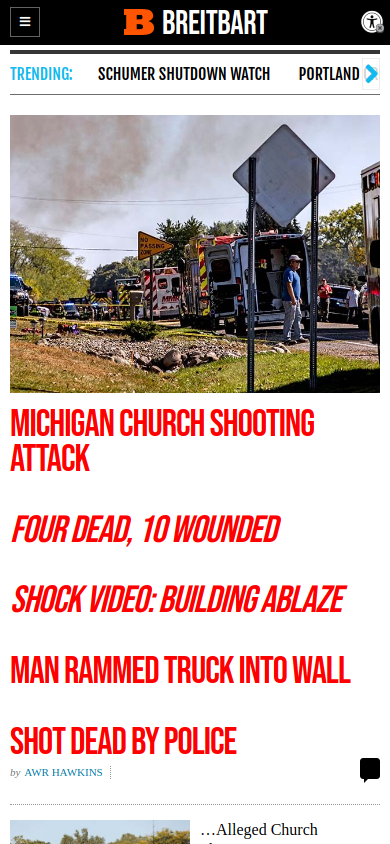 BREITBART
TRENDING: SCHUMER SHUTDOWN WATCH PORTLAND
NO PASSING ZONE
MICHIGAN CHURCH SHOOTING
ATTACK
FOUR DEAD, 10 WOUNDED
SHOCK VIDEO: BUILDING ABLAZE
MAN RAMMED TRUCK INTO WALL
SHOT DEAD BY POLICE
by AWR HAWKINS
…Alleged Church